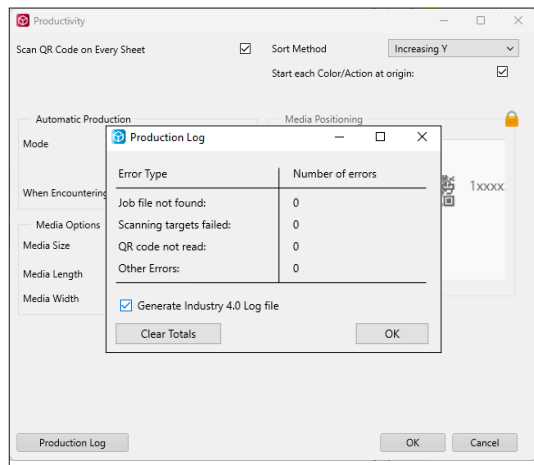 Productivity
Scan QR Code on Every Sheet
Sort Method
Increasing Y
Start each Color/Action at origin:
Automatic Production
Media Positioning
Mode
Production Log
Error Type
Number of errors
Job file not found:
0
Scanning targets failed:
0
QR code not read:
0
Other Errors:
0
Generate Industry 4.0 Log file
Clear Totals
OK
When Encountering
Media Options
Media Size
Media Length
Media Width
1xxxx
Production Log
OK
Cancel